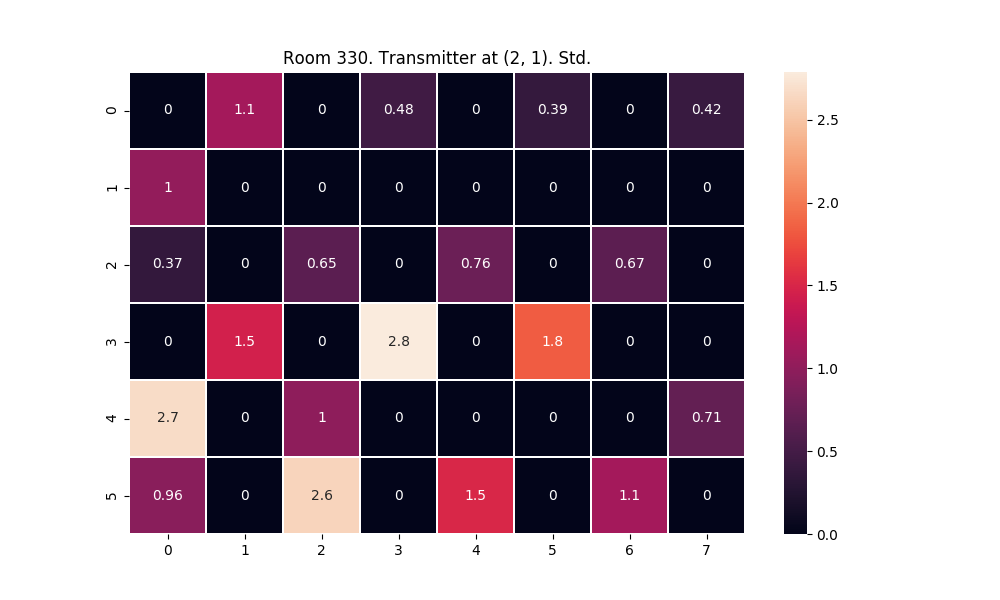 Room 330. Transmitter at (2, 1). Std.
0 0 1.1 0 0.48 0 0.39 0 0.42
1 1 0 0 0 0 0 0 0
2 0.37 0 0.65 0 0.76 0 0.67 0
3 0 1.5 0 2.8 0 1.8 0 0
4 2.7 0 1 0 0 0 0 0.71
5 0.96 0 2.6 0 1.5 0 1.1 0
0 1 2 3 4 5 6 7
2.5
2.0
1.5
1.0
0.5
0.0